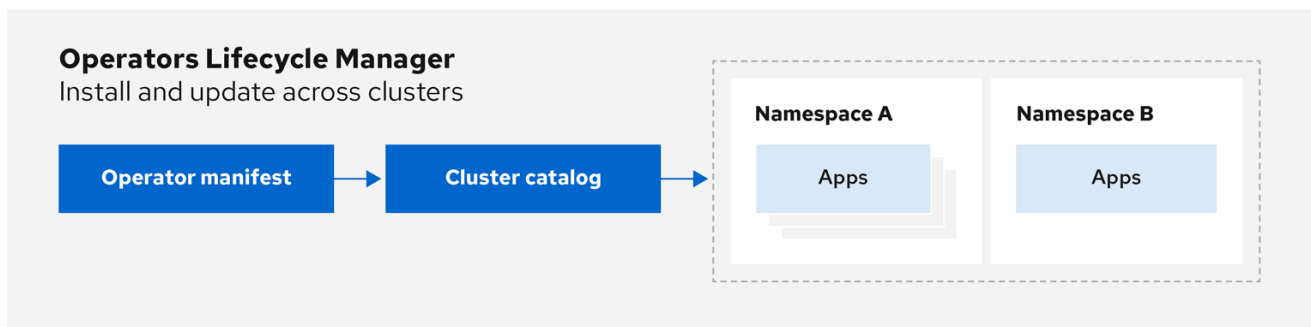 Operators Lifecycle Manager
Install and update across clusters
Operator manifest
Cluster catalog
Namespace A
Apps
Namespace B
Apps